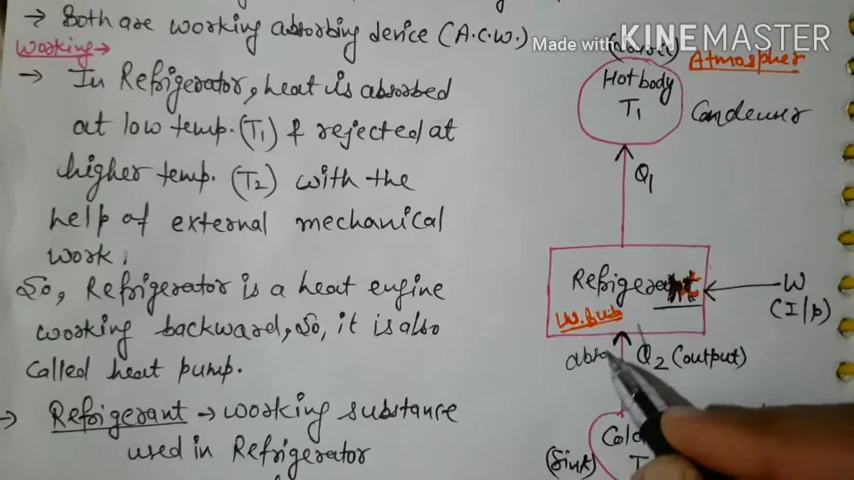 → Both are working absorbing device (A.C.W.)
Made with KINEMASTER
Working→
→ In Refrigerator, heat is absorbed
at low temp. (T1) & rejected at
higher temp. (T2) with the
help of external mechanical
work.
So, Refrigerator is a heat engine
working backward, So, it is also
Called heat pump.
→ Refrigerant → working substance
used in Refrigerator
Atmospher
Hot body
T1
Condenser
Q1
Refrigerant
W. Sub
W
(I/p)
abso
Q2 (output)
Cold
(Sink)
T